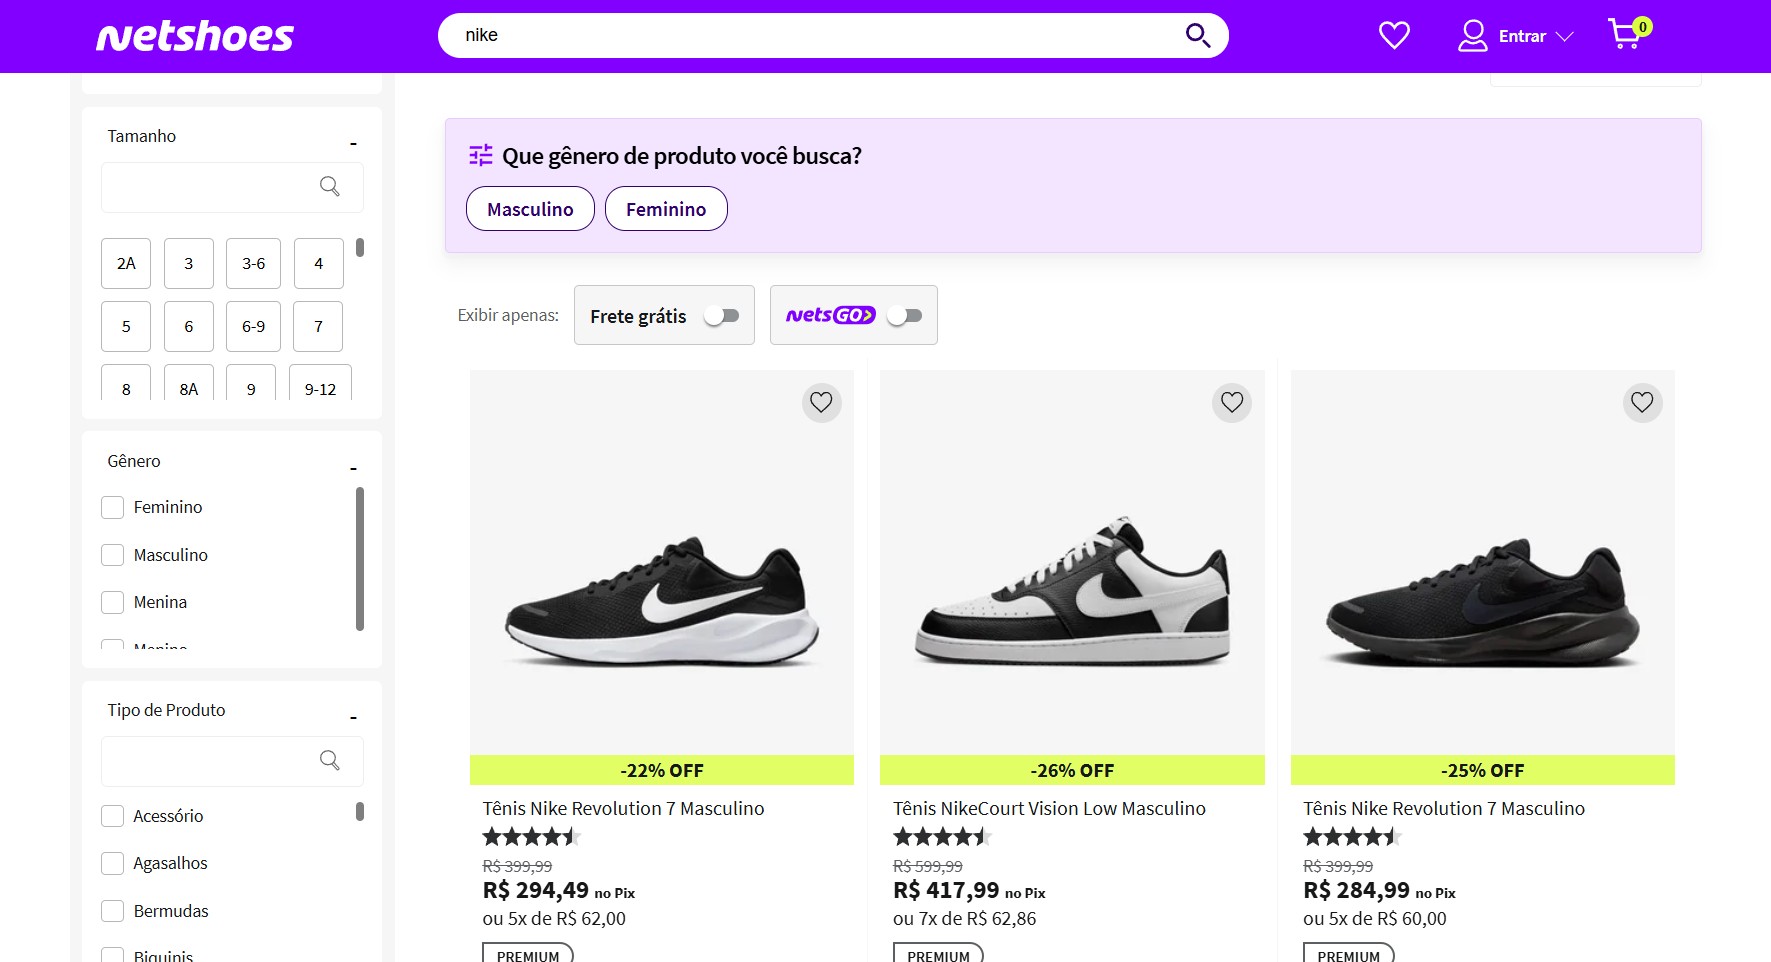 netshoes
nike
Entrar
0
Tamanho
-
2A
3
3-6
4
5
6
6-9
7
8
8A
9
9-12
Gênero
-
Feminino
Masculino
Menina
Menino
Tipo de Produto
-
Acessório
Agasalhos
Bermudas
Biquinis
Que gênero de produto você busca?
Masculino
Feminino
Exibir apenas:
Frete grátis
netsGO
-22% OFF
Tênis Nike Revolution 7 Masculino
R$ 399,99
R$ 294,49 no Pix
ou 5x de R$ 62,00
PREMIUM
-26% OFF
Tênis NikeCourt Vision Low Masculino
R$ 599,99
R$ 417,99 no Pix
ou 7x de R$ 62,86
PREMIUM
-25% OFF
Tênis Nike Revolution 7 Masculino
R$ 399,99
R$ 284,99 no Pix
ou 5x de R$ 60,00
PREMIUM